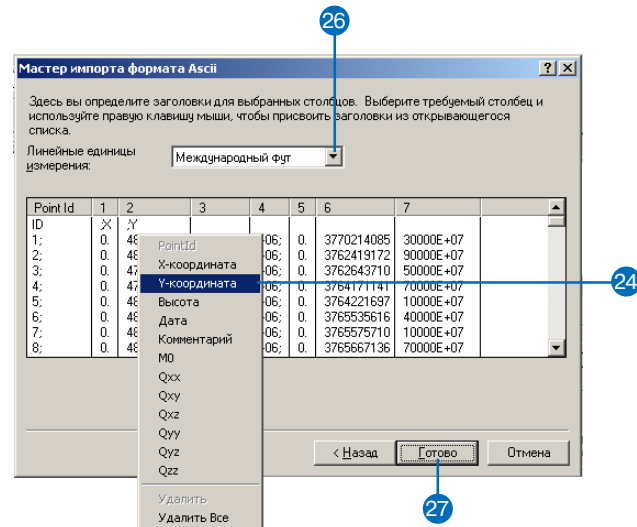 26
Мастер импорта формата Ascii
Здесь вы определите заголовки для выбранных столбцов. Выберите требуемый столбец и
используйте правую клавишу мыши, чтобы присвоить заголовки из открывающегося
списка.
Линейные единицы
измерения:
Международный фут
Point Id 1 2 3 4 5 6 7
ID ;X ;Y
1; 0. 48 -06; 0. 3770214085 30000E+07
2; 0. 48 -06; 0. 3762419172 90000E+07
3; 0. 47 -06; 0. 3762643710 50000E+07
4; 0. 47 -06; 0. 3764171141 70000E+07
5; 0. 48 -06; 0. 3764221697 10000E+07
6; 0. 48 -06; 0. 3765535616 40000E+07
7; 0. 48 -06; 0. 3765575710 10000E+07
8; 0. 48 -06; 0. 3765667136 70000E+07
PointId
X-координата
Y-координата
24
Высота
Дата
Комментарий
M0
Qxx
Qxy
Qxz
Qyy
Qyz
Qzz
Удалить
Удалить Все
< Назад
Готово
Отмена
27